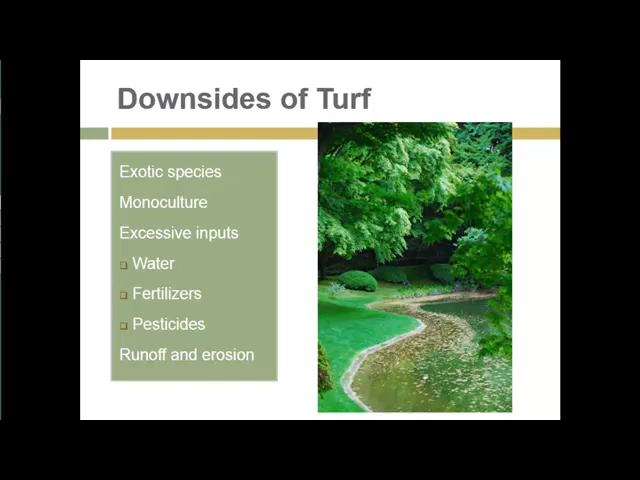 Downsides of Turf
Exotic species
Monoculture
Excessive inputs
Water
Fertilizers
Pesticides
Runoff and erosion